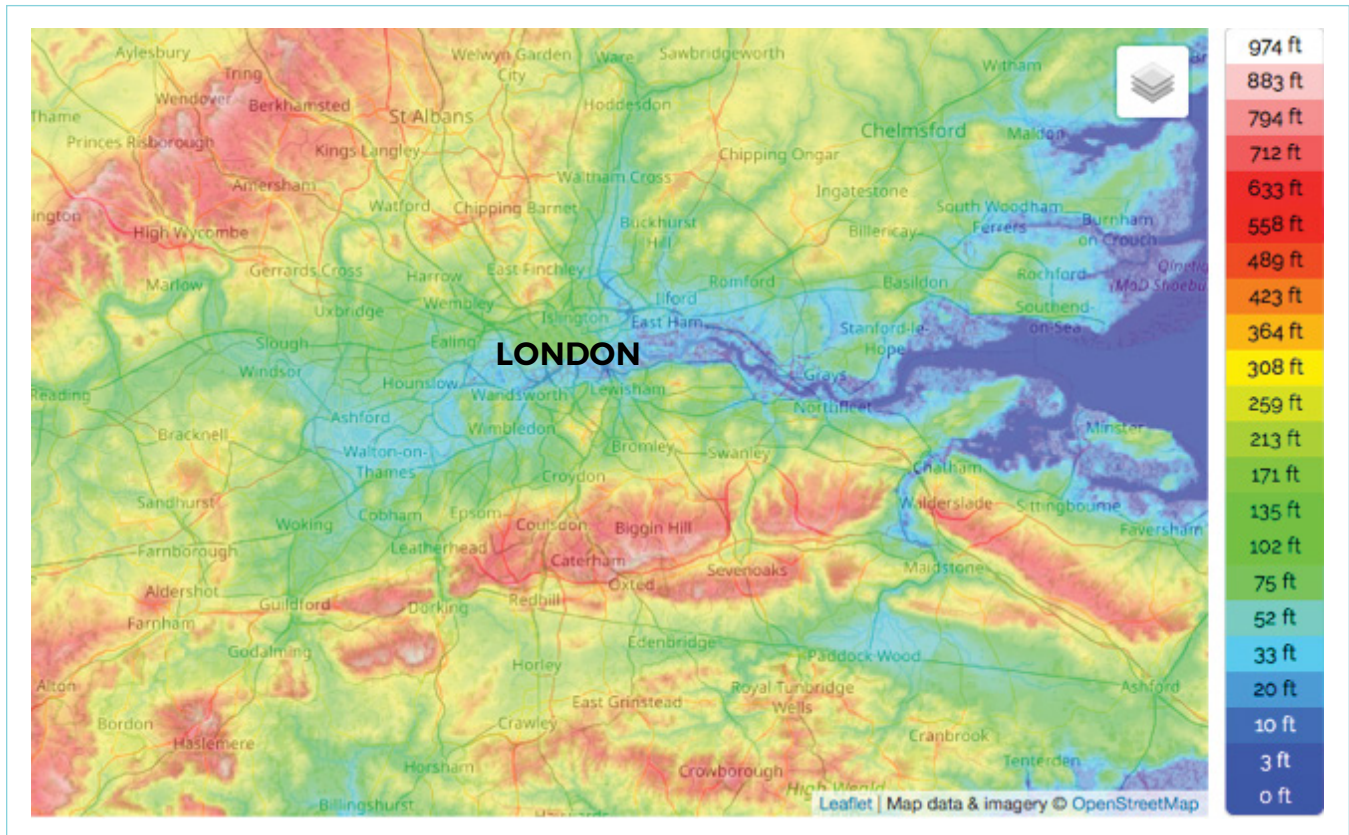 Aylesbury
Welwyn Garden
City
Ware
Sawbridgeworth
Witham
Tring
Wendover
Berkhamsted
St Albans
Hoddesdon
Thame
Princes Risborough
Kings Langley
Chelmsford
Maldon
Chipping Ongar
Amersham
Waltham Cross
Ingatestone
Watford
Chipping Barnet
South Woodham
Ferrers
Burnham
on Crouch
ington
High Wycombe
Buckhurst
Hill
Billericay
Gerrards Cross
Harrow
East Finchley
Romford
Basildon
Rochford
Marlow
Wembley
Ilford
(MoD Shoebu
Uxbridge
Islington
East Ham
Southend-
on-Sea
Slough
Ealing
LONDON
Stanford-le-
Hope
Windsor
Hounslow
Wandsworth
Lewisham
Grays
Reading
Ashford
Northfleet
Bracknell
Wimbledon
Minster
Walton-on-
Thames
Bromley
Swanley
Croydon
Chatham
Sandhurst
Walderslade
Sittingbourne
Woking
Cobham
Epsom
Coulsdon
Biggin Hill
Faversham
Farnborough
Leatherhead
Caterham
Maidstone
Aldershot
Oxted
Sevenoaks
Guildford
Dorking
Redhill
Farnham
Godalming
Edenbridge
Paddock Wood
Horley
Alton
Royal Tunbridge
Wells
Ashford
Bordon
East Grinstead
Crawley
Cranbrook
Haslemere
Horsham
Crowborough
Tenterden
High Weald
Billingshurst
Leaflet | Map data & imagery © OpenStreetMap
974 ft
883 ft
794 ft
712 ft
633 ft
558 ft
489 ft
423 ft
364 ft
308 ft
259 ft
213 ft
171 ft
135 ft
102 ft
75 ft
52 ft
33 ft
20 ft
10 ft
3 ft
0 ft